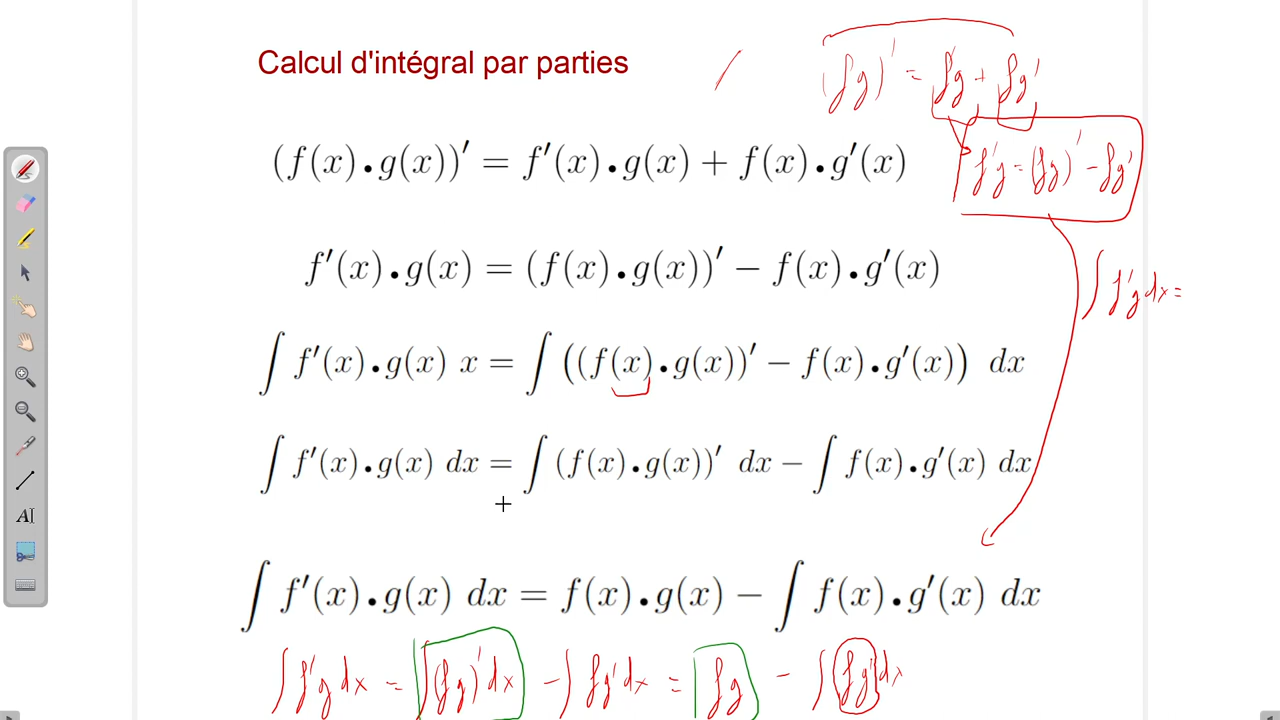 Calcul d'intégral par parties
(fg)' = f'g + fg'
(f(x)•g(x))′ = f′(x)•g(x) + f(x)•g′(x)
f'g = (fg)' - fg'
f′(x)•g(x) = (f(x)•g(x))′ − f(x)•g′(x)
∫ f'g dx =
∫ f′(x)•g(x) x = ∫ ((f(x)•g(x))′ − f(x)•g′(x)) dx
∫ f′(x)•g(x) dx = ∫ (f(x)•g(x))′ dx − ∫ f(x)•g′(x) dx
AI
∫ f′(x)•g(x) dx = f(x)•g(x) − ∫ f(x)•g′(x) dx
∫ f'g dx = ∫(fg)' dx - ∫ fg' dx = fg - ∫ fg' dx